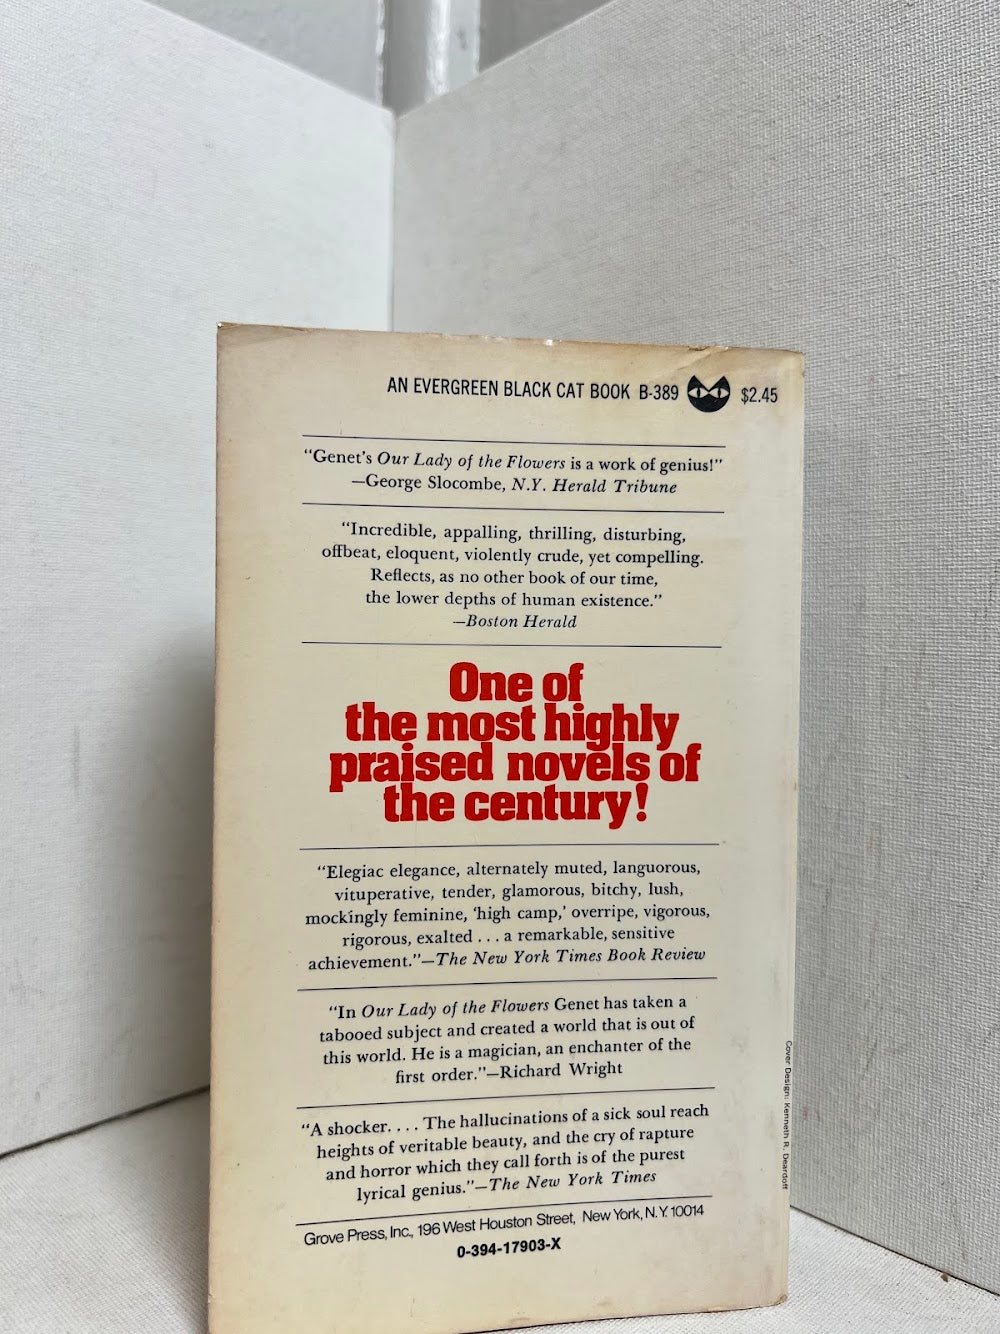 AN EVERGREEN BLACK CAT BOOK B-389 $2.45
“Genet’s Our Lady of the Flowers is a work of genius!”
—George Slocombe, N.Y. Herald Tribune
“Incredible, appalling, thrilling, disturbing,
offbeat, eloquent, violently crude, yet compelling.
Reflects, as no other book of our time,
the lower depths of human existence.”
—Boston Herald
One of
the most highly
praised novels of
the century!
“Elegiac elegance, alternately muted, languorous,
vituperative, tender, glamorous, bitchy, lush,
mockingly feminine, ‘high camp,’ overripe, vigorous,
rigorous, exalted . . . a remarkable, sensitive
achievement.”—The New York Times Book Review
“In Our Lady of the Flowers Genet has taken a
tabooed subject and created a world that is out of
this world. He is a magician, an enchanter of the
first order.”—Richard Wright
“A shocker. . . . The hallucinations of a sick soul reach
heights of veritable beauty, and the cry of rapture
and horror which they call forth is of the purest
lyrical genius.”—The New York Times
Grove Press, Inc., 196 West Houston Street, New York, N.Y. 10014
0-394-17903-X
Cover Design: Kenneth R. Deardoff